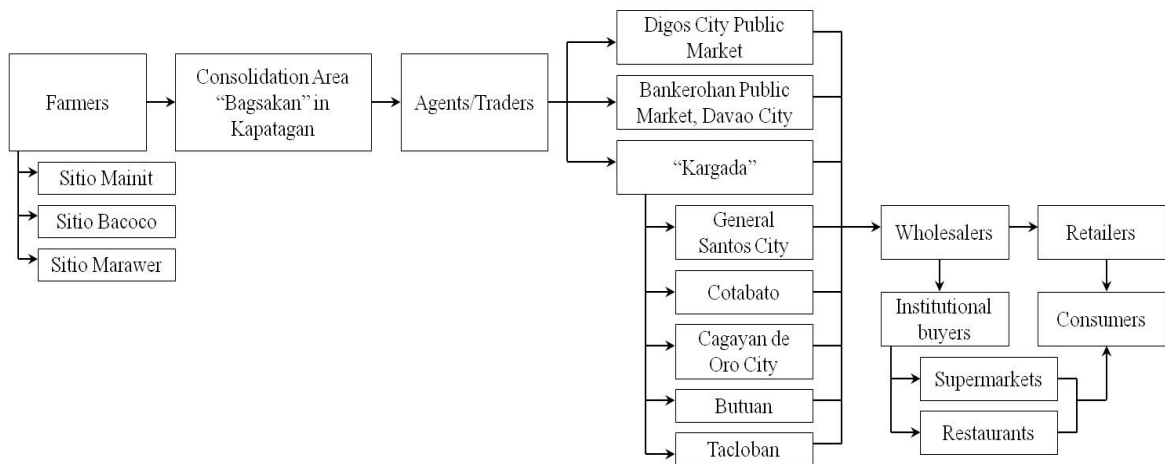 Farmers
Sitio Mainit
Sitio Bacoco
Sitio Marawer
Consolidation Area
“Bagsakan” in
Kapatagan
Agents/Traders
Digos City Public
Market
Bankerohan Public
Market, Davao City
“Kargada”
General
Santos City
Cotabato
Cagayan de
Oro City
Butuan
Tacloban
Wholesalers
Institutional
buyers
Supermarkets
Restaurants
Retailers
Consumers